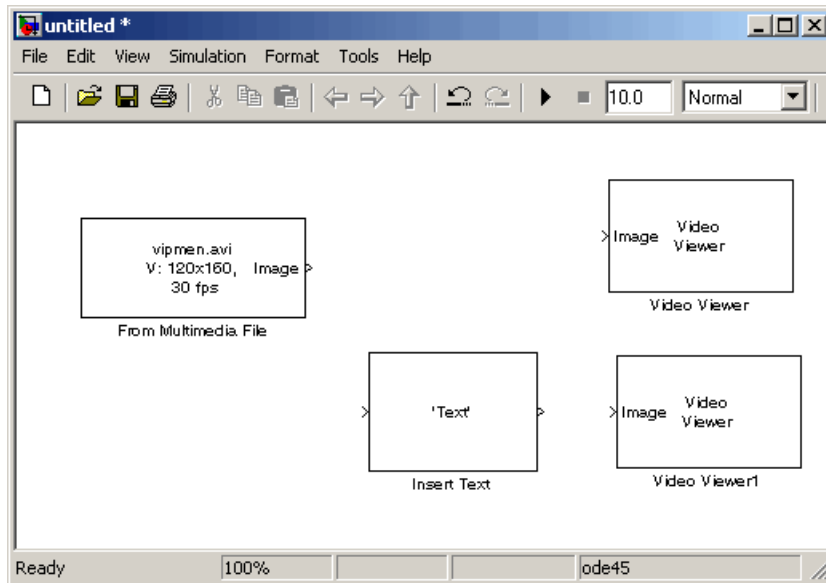 untitled *
File Edit View Simulation Format Tools Help
10.0 Normal
vipmen.avi
V: 120x160,
30 fps
Image
From Multimedia File
Image
Video
Viewer
Video Viewer
'Text'
Insert Text
Image
Video
Viewer
Video Viewer1
Ready 100% ode45